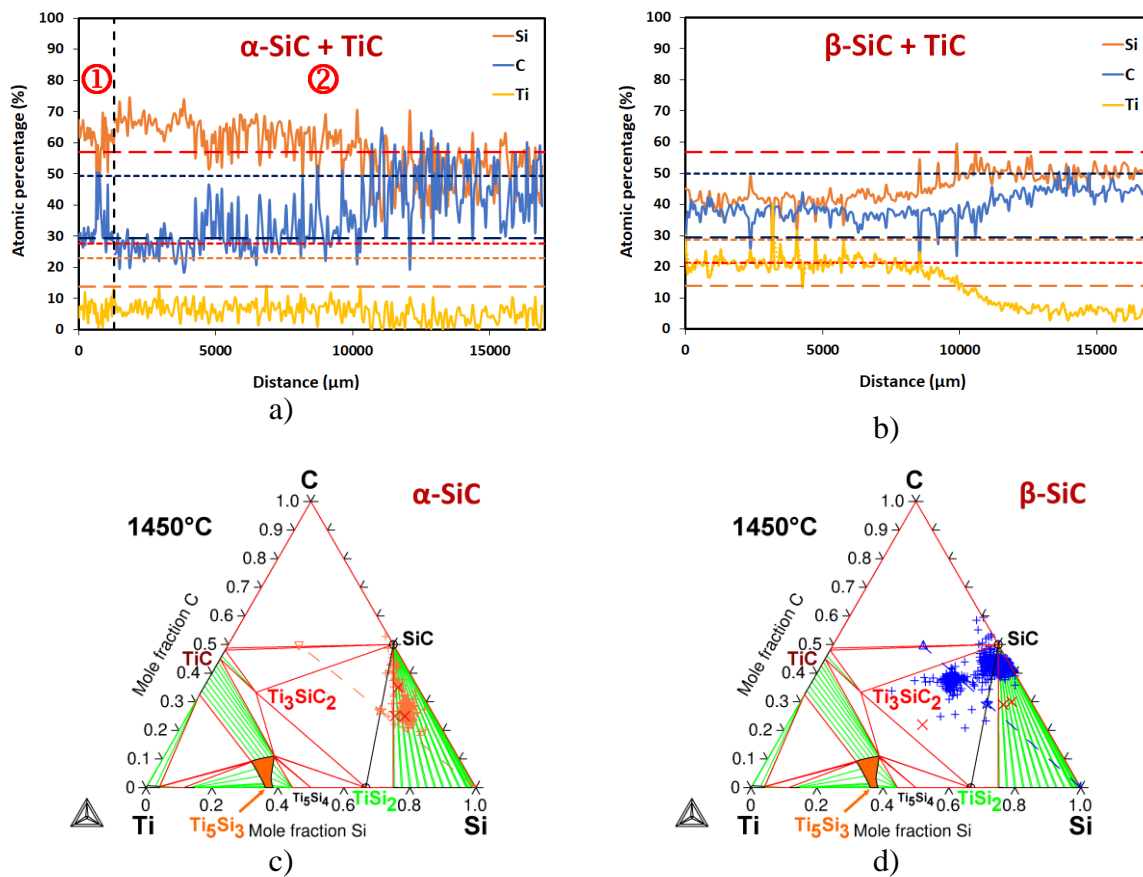 100
90
80
70
60
50
40
30
20
10
0
Atomic percentage (%)
α-SiC + TiC
① ②
Si
C
Ti
0 5000 10000 15000
Distance (µm)
a)
100
90
80
70
60
50
40
30
20
10
0
Atomic percentage (%)
β-SiC + TiC
Si
C
Ti
0 5000 10000 15000
Distance (µm)
b)
C
α-SiC
1450°C
1.0
0.9
0.8
0.7
0.6
0.5
0.4
0.3
0.2
0.1
0
Mole fraction C
SiC
TiC
Ti₃SiC₂
Ti₅Si₄
TiSi₂
0 0.2 0.4 0.6 0.8 1.0
Ti
Ti₅Si₃
Mole fraction Si
Si
c)
C
β-SiC
1450°C
1.0
0.9
0.8
0.7
0.6
0.5
0.4
0.3
0.2
0.1
0
Mole fraction C
SiC
TiC
Ti₃SiC₂
Ti₅Si₄
TiSi₂
0 0.2 0.4 0.6 0.8 1.0
Ti
Ti₅Si₃
Mole fraction Si
Si
d)